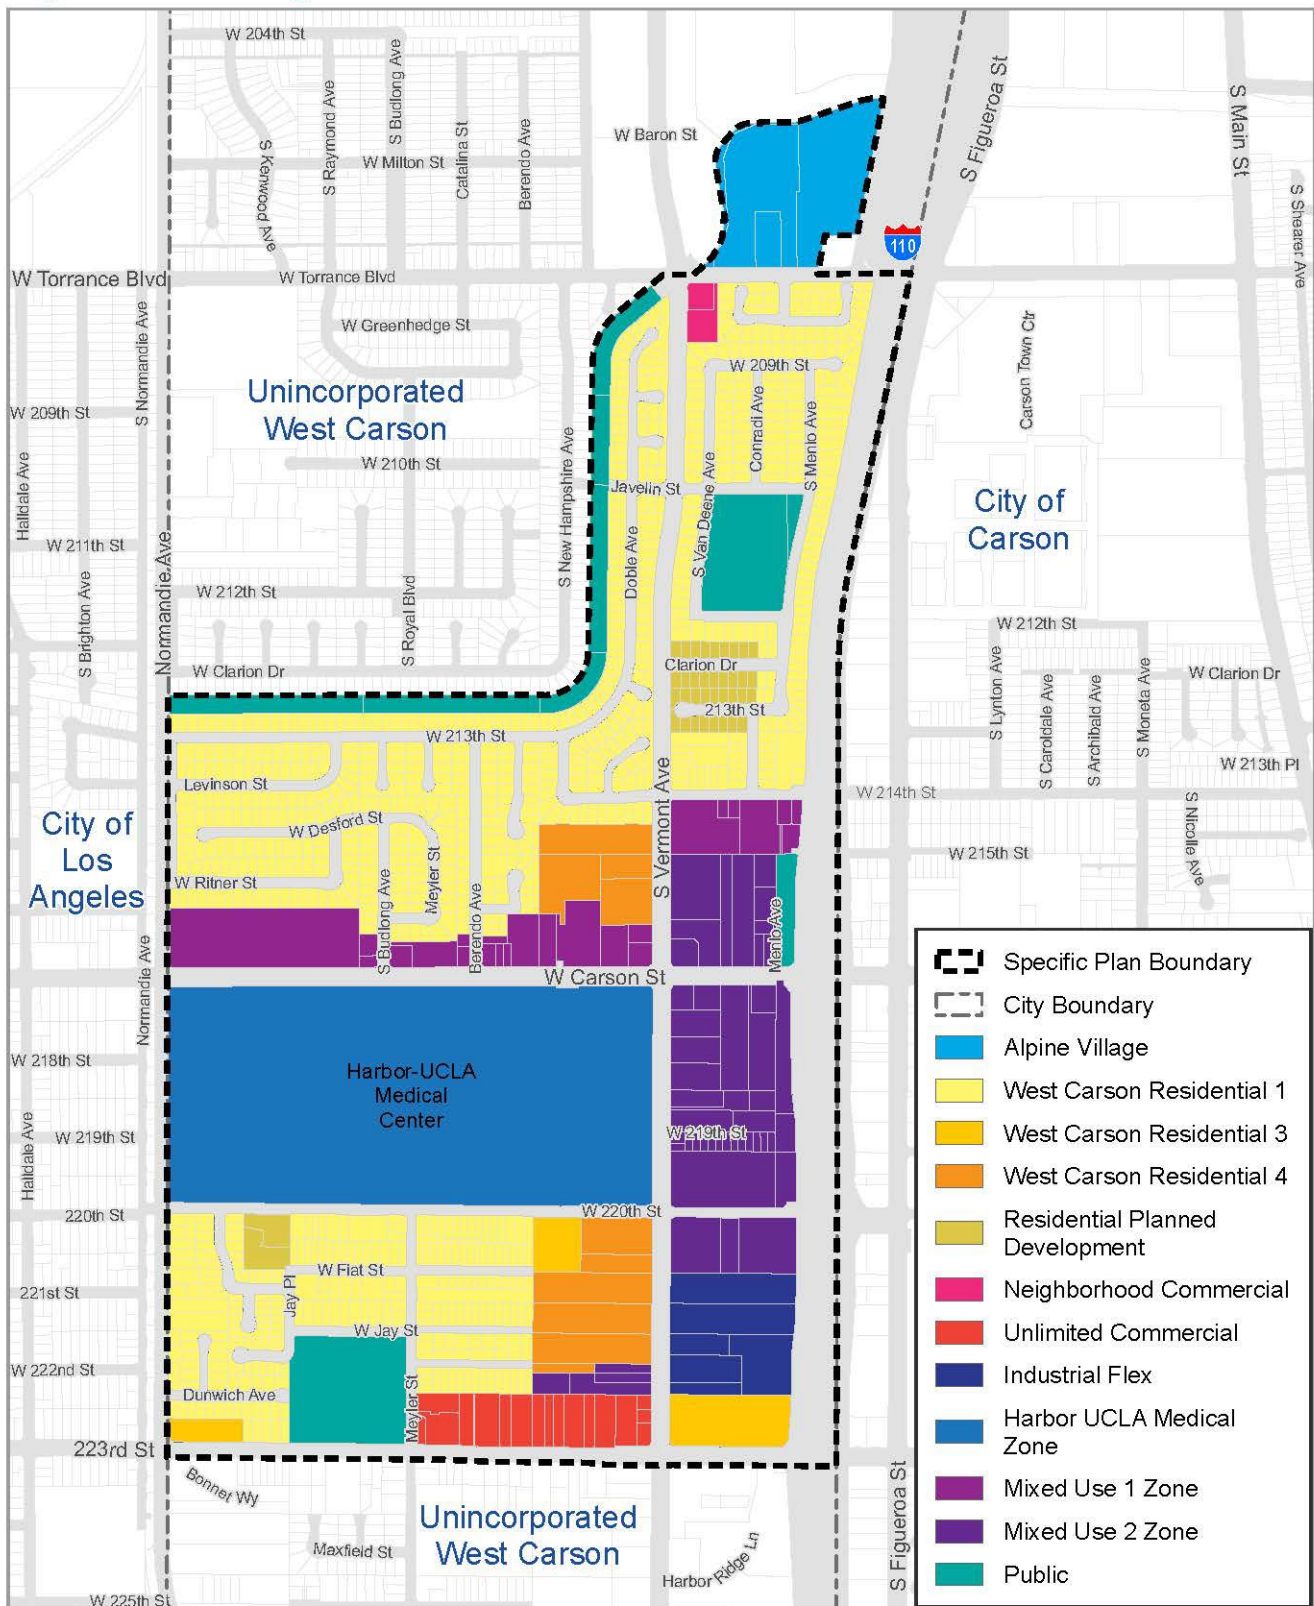 W 204th St
S Kenwood Ave
S Raymond Ave
S Budlong Ave
Catalina St
Berendo Ave
W Milton St
W Baron St
S Figueroa St
S Main St
S Shearer Ave
110
W Torrance Blvd
W Torrance Blvd
W Greenhedge St
S Normandie Ave
W 209th St
Unincorporated
West Carson
W 209th St
Conradi Ave
S Menlo Ave
Carson Town Ctr
Halldale Ave
W 210th St
S New Hampshire Ave
Javelin St
S Van Deene Ave
Doble Ave
City of
Carson
W 211th St
Normandie Ave
S Brighton Ave
W 212th St
S Royal Blvd
W Clarion Dr
Clarion Dr
213th St
W 212th St
S Lynton Ave
S Caroldale Ave
S Archibald Ave
S Moneta Ave
W Clarion Dr
W 213th Pl
W 213th St
Levinson St
W Desford St
Meyler St
W Ritner St
S Budlong Ave
Berendo Ave
S Vermont Ave
W 214th St
W 215th St
S Nicolle Ave
City of
Los
Angeles
Menlo Ave
W Carson St
Normandie Ave
W 218th St
Harbor-UCLA
Medical
Center
W 219th St
W 219th St
Halldale Ave
220th St
W 220th St
W Fiat St
Jay Pl
221st St
W Jay St
W 222nd St
Dunwich Ave
Meyler St
223rd St
Bonnet Wy
Unincorporated
West Carson
Maxfield St
Harbor Ridge Ln
S Figueroa St
W 225th St
Specific Plan Boundary
City Boundary
Alpine Village
West Carson Residential 1
West Carson Residential 3
West Carson Residential 4
Residential Planned
Development
Neighborhood Commercial
Unlimited Commercial
Industrial Flex
Harbor UCLA Medical
Zone
Mixed Use 1 Zone
Mixed Use 2 Zone
Public